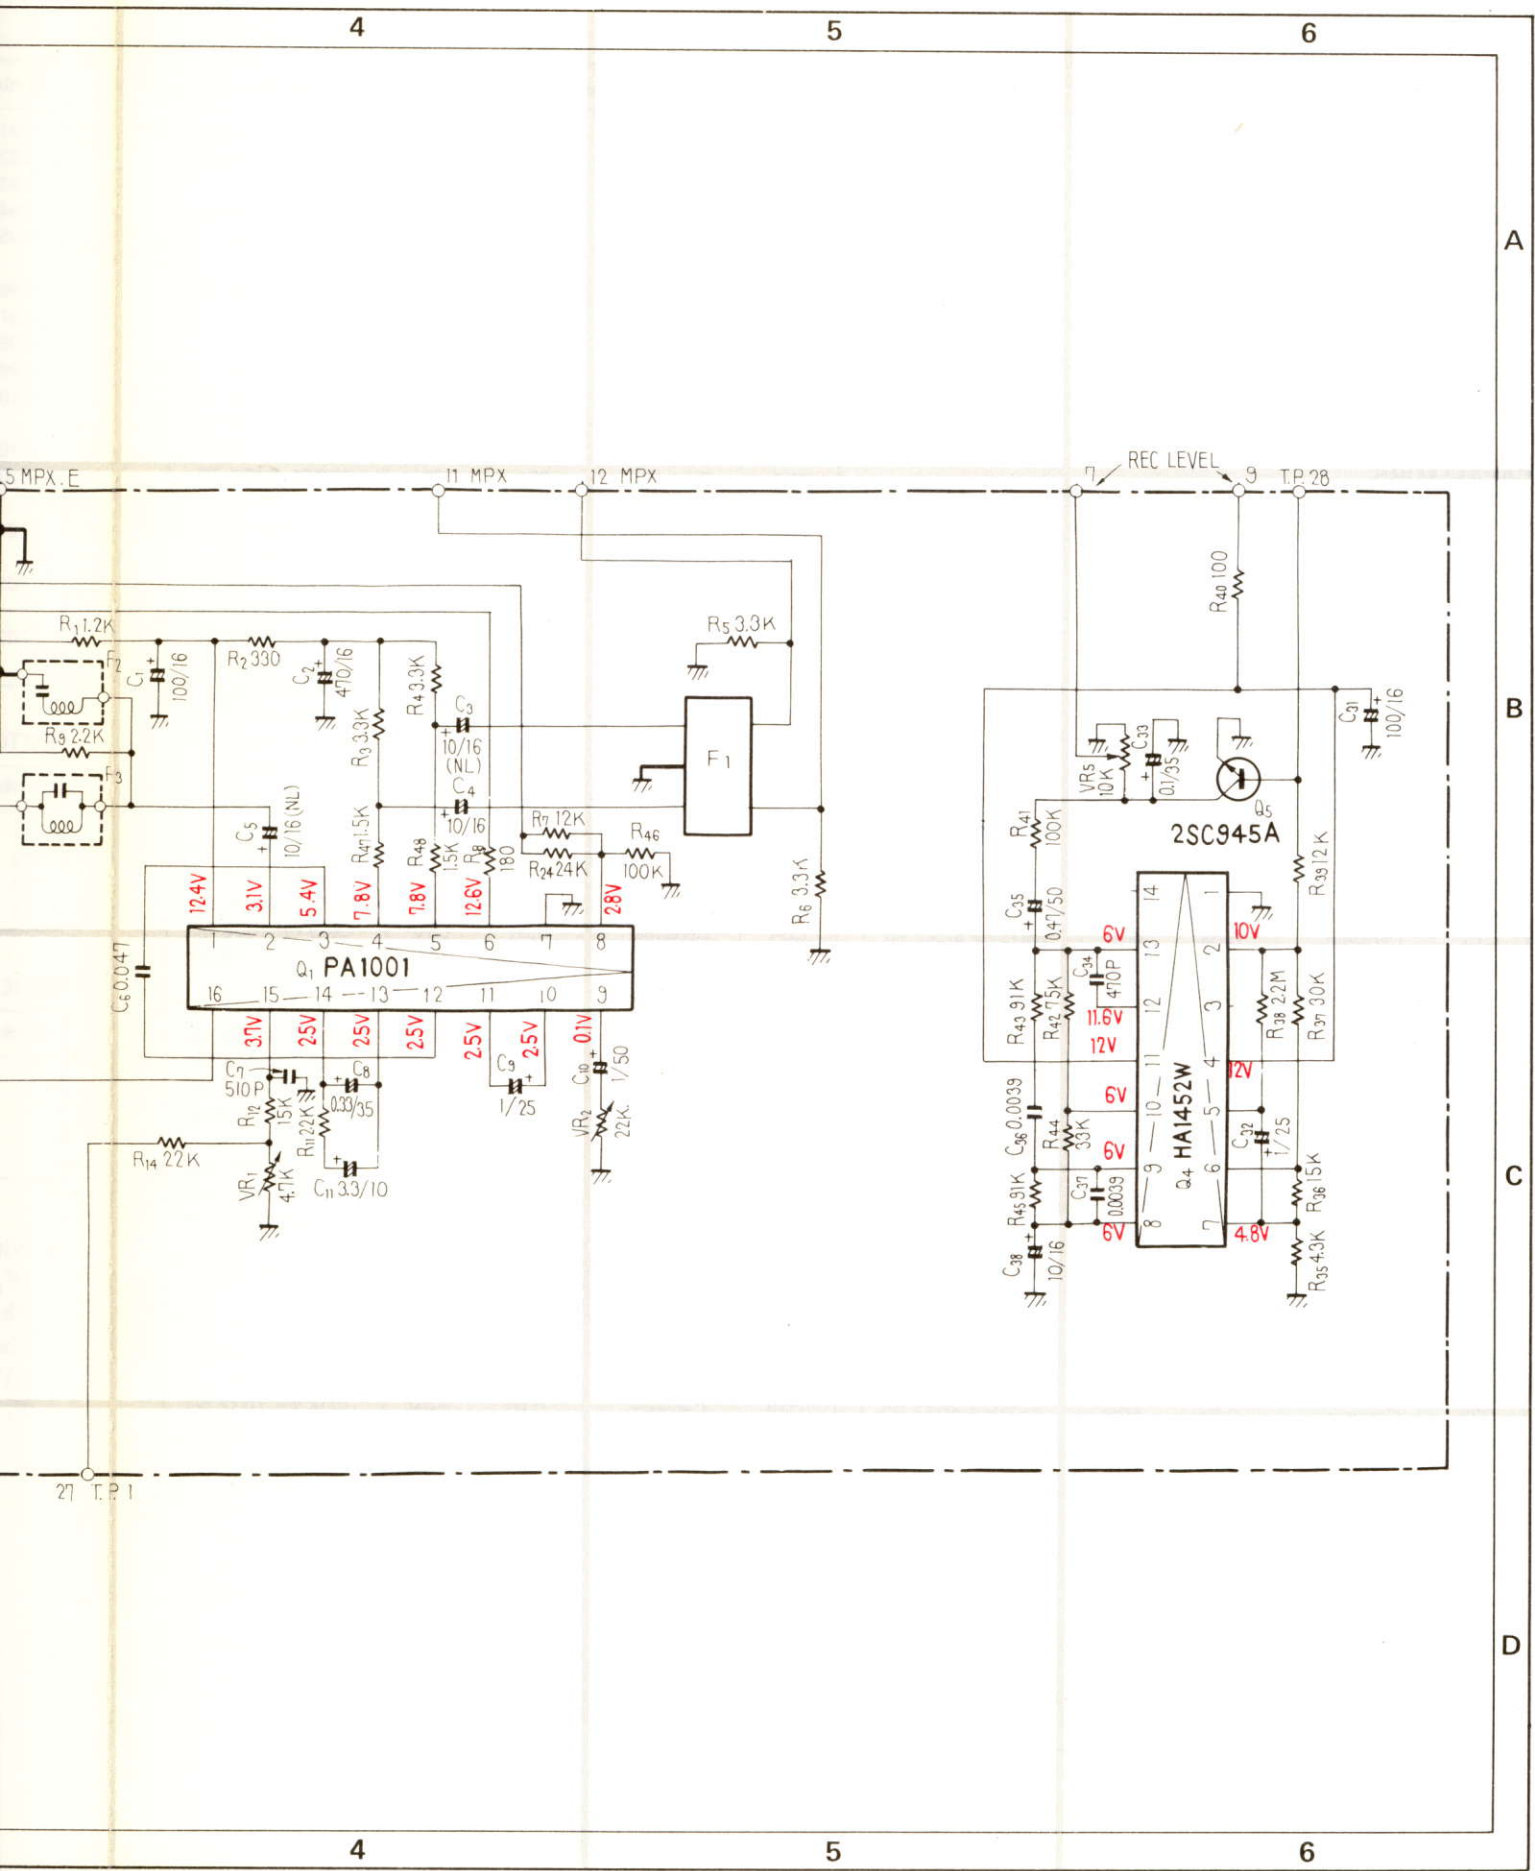 4 5 6
A
B
C
D
5 MPX. E
11 MPX
12 MPX
7 REC LEVEL 9
T.P. 28
R40 100
R1 1.2K
F2
C1 100/16
R2 330
C2 470/16
R3 3.3K
R4 3.3K
C3
10/16
(NL)
C4
10/16
R5 3.3K
F1
R9 2.2K
F3
C5 10/16 (NL)
R47 1.5K
R48 1.5K
R8 180
R7 12K
R24 24K
R46
100K
R6 3.3K
VR5 10K
C33 0.1/35
Q5
2SC945A
C31 100/16
R41 100K
C35 0.47/50
R39 12K
12.4V 3.1V 5.4V 7.8V 7.8V 12.6V 2.8V
1 2 3 4 5 6 7 8
Q1 PA1001
16 15 14 13 12 11 10 9
3.7V 2.5V 2.5V 2.5V 2.5V 2.5V 0.1V
C6 0.047
C7
510P
R12 15K
R11 22K
C8
0.33/35
C9
1/25
C10 1/50
VR2 22K
R14 22K
VR1 4.7K
C11 3.3/10
14 1
6V 13 2 10V
11.6V 12 3
12V 11 4 12V
6V 10 5
6V 9 6
6V 8 7 4.8V
Q4 HA1452W
C34 470P
R43 91K
R42 75K
R38 2.2M
R37 30K
C36 0.0039
R44 33K
C32 1/25
R45 91K
C37 0.0039
R36 15K
C38 10/16
R35 4.3K
27 T.P. 1
4 5 6